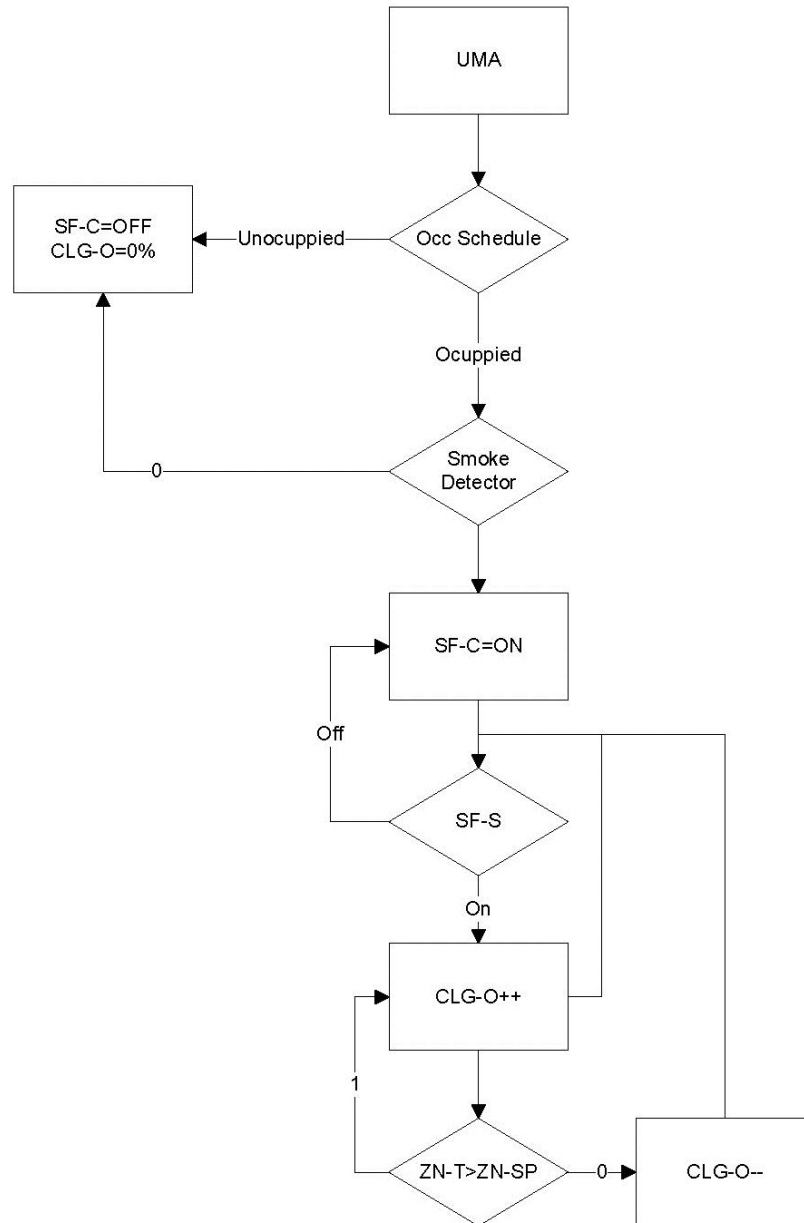 UMA
SF-C=OFF
CLG-O=0%
Unocuppied
Occ Schedule
Ocuppied
Smoke
Detector
0
SF-C=ON
Off
SF-S
On
CLG-O++
1
ZN-T>ZN-SP
0
CLG-O--